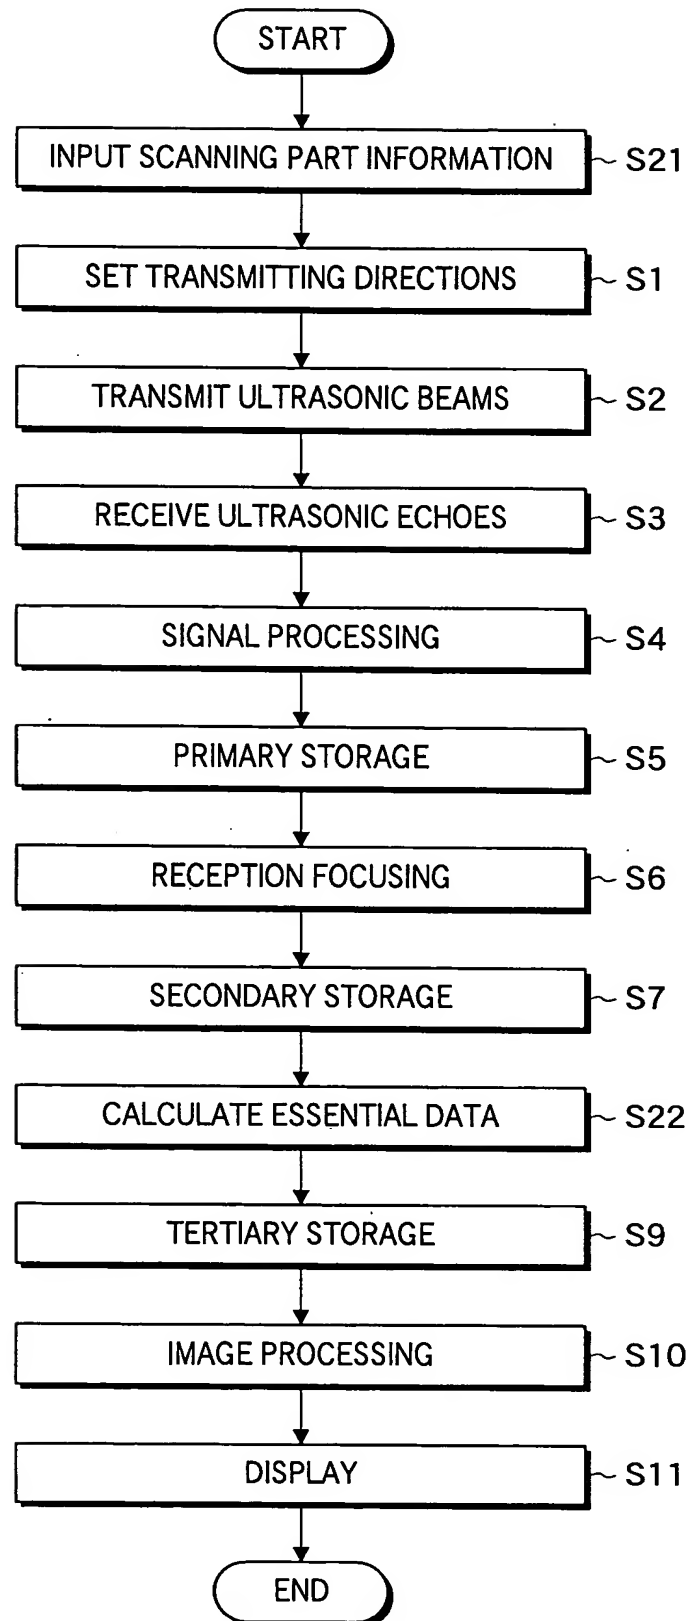 START
INPUT SCANNING PART INFORMATION S21
SET TRANSMITTING DIRECTIONS S1
TRANSMIT ULTRASONIC BEAMS S2
RECEIVE ULTRASONIC ECHOES S3
SIGNAL PROCESSING S4
PRIMARY STORAGE S5
RECEPTION FOCUSING S6
SECONDARY STORAGE S7
CALCULATE ESSENTIAL DATA S22
TERTIARY STORAGE S9
IMAGE PROCESSING S10
DISPLAY S11
END